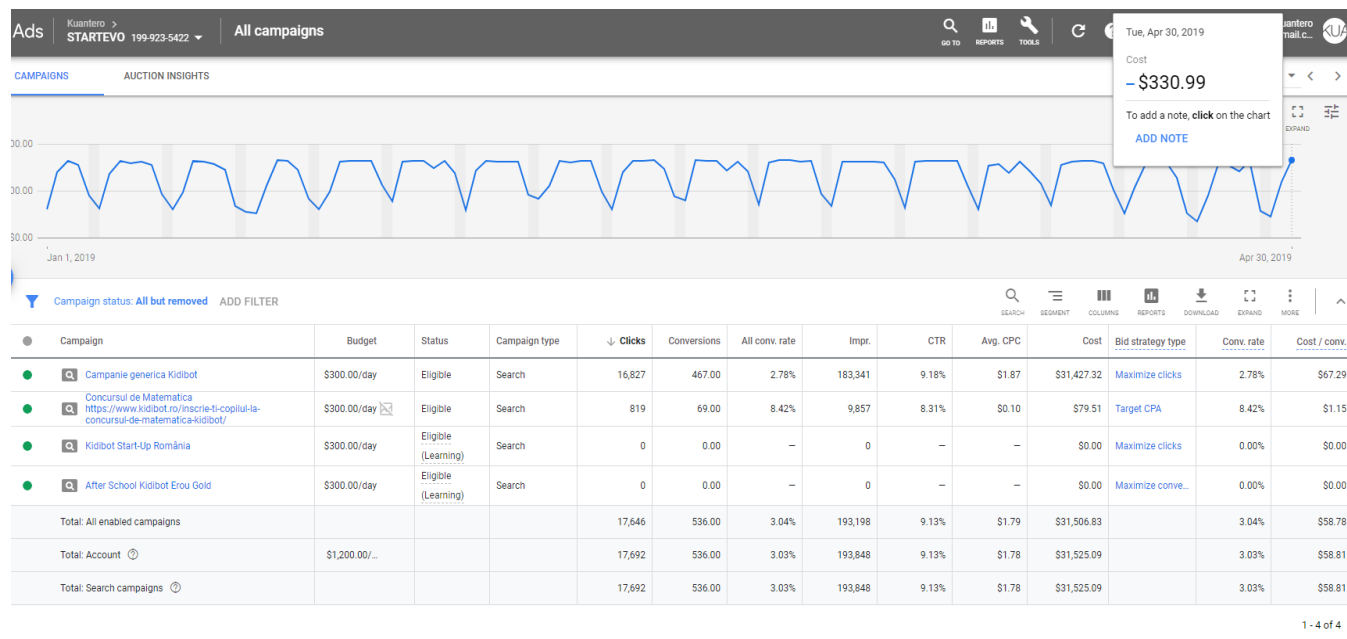 Ads
Kuantero >
STARTEVO 199-923-5422
All campaigns
GO TO
REPORTS
TOOLS
Tue, Apr 30, 2019
Cost
– $330.99
To add a note, click on the chart
ADD NOTE
CAMPAIGNS
AUCTION INSIGHTS
EXPAND
$0.00
Jan 1, 2019
Apr 30, 2019
Campaign status: All but removed
ADD FILTER
SEARCH
SEGMENT
COLUMNS
REPORTS
DOWNLOAD
EXPAND
MORE
Campaign Budget Status Campaign type Clicks Conversions All conv. rate Impr. CTR Avg. CPC Cost Bid strategy type Conv. rate Cost / conv.
Campanie generica Kidibot $300.00/day Eligible Search 16,827 467.00 2.78% 183,341 9.18% $1.87 $31,427.32 Maximize clicks 2.78% $67.29
Concursul de Matematica
https://www.kidibot.ro/inscrie-ti-copilul-la-
concursul-de-matematica-kidibot/
$300.00/day Eligible Search 819 69.00 8.42% 9,857 8.31% $0.10 $79.51 Target CPA 8.42% $1.15
Kidibot Start-Up România $300.00/day Eligible
(Learning)
Search 0 0.00 – 0 – – $0.00 Maximize clicks 0.00% $0.00
After School Kidibot Erou Gold $300.00/day Eligible
(Learning)
Search 0 0.00 – 0 – – $0.00 Maximize conve... 0.00% $0.00
Total: All enabled campaigns 17,646 536.00 3.04% 193,198 9.13% $1.79 $31,506.83 3.04% $58.78
Total: Account $1,200.00/... 17,692 536.00 3.03% 193,848 9.13% $1.78 $31,525.09 3.03% $58.81
Total: Search campaigns 17,692 536.00 3.03% 193,848 9.13% $1.78 $31,525.09 3.03% $58.81
1 - 4 of 4